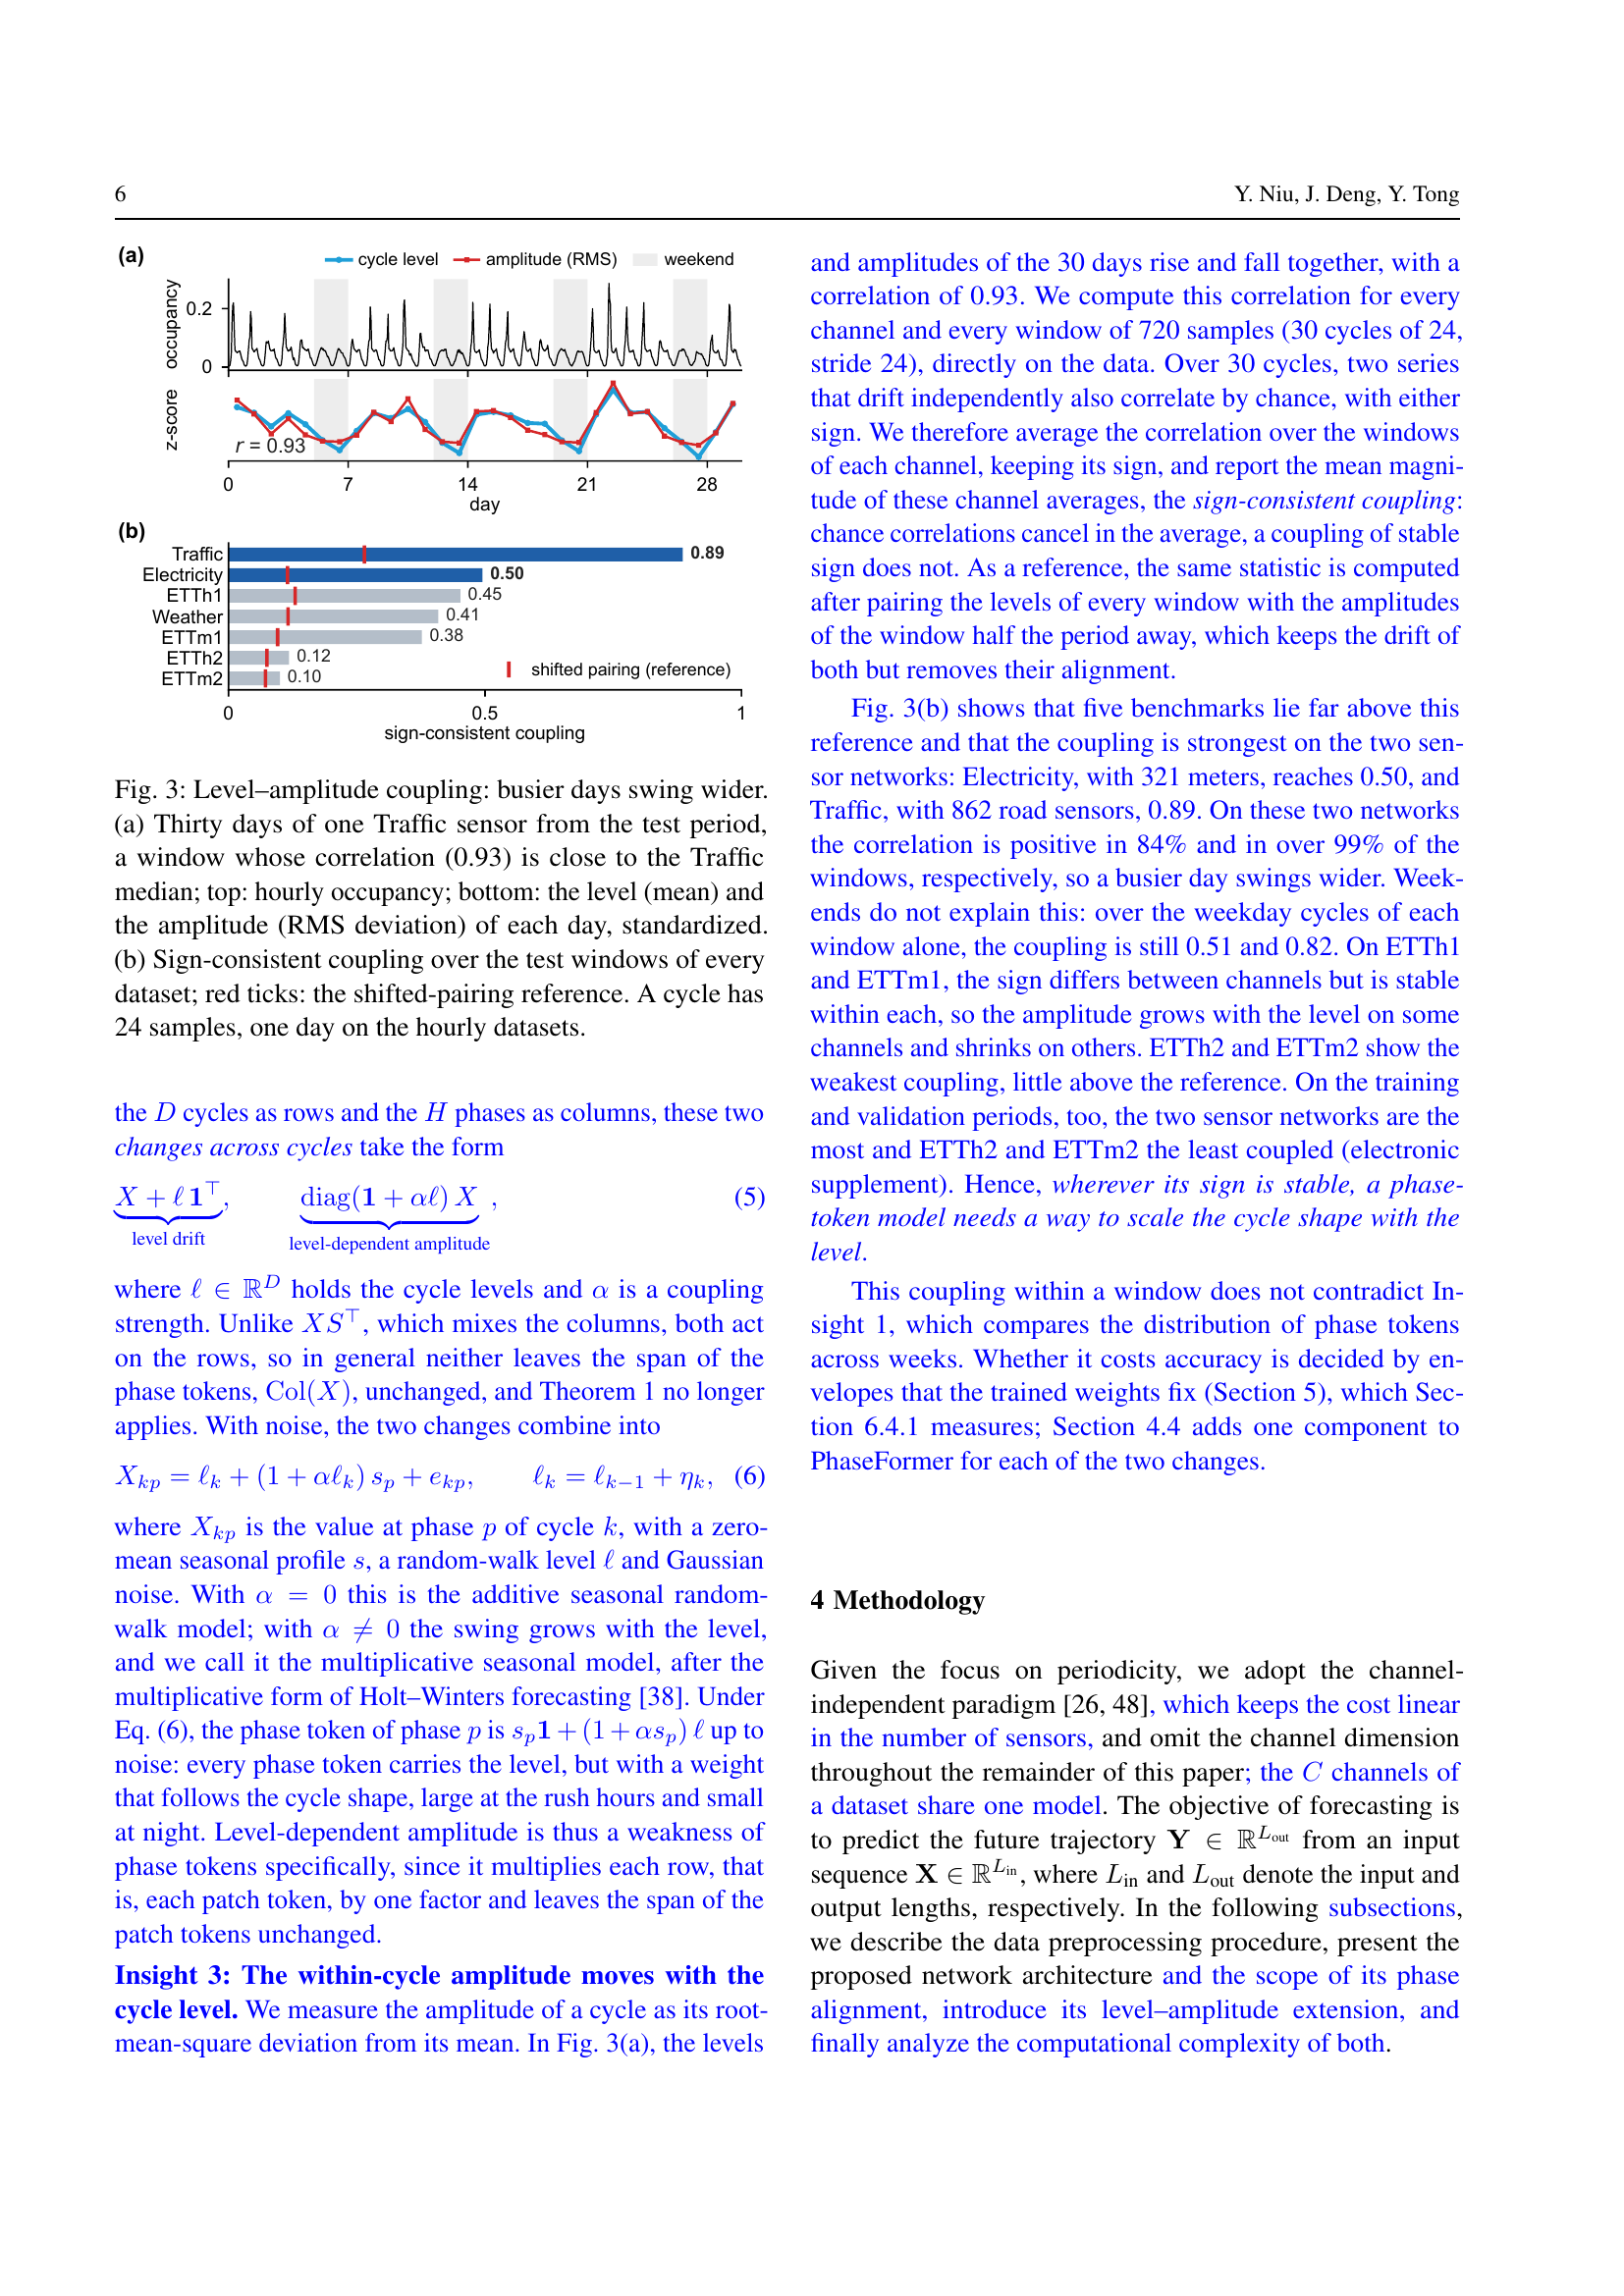 6
Y. Niu, J. Deng, Y. Tong
(a)
cycle level
amplitude (RMS)
weekend
occupancy
0.2
0
z-score
r = 0.93
0
7
14
21
28
day
(b)
Traffic
0.89
Electricity
0.50
ETTh1
0.45
Weather
0.41
ETTm1
0.38
ETTh2
0.12
ETTm2
0.10
shifted pairing (reference)
0
0.5
1
sign-consistent coupling
Fig. 3: Level–amplitude coupling: busier days swing wider.
(a) Thirty days of one Traffic sensor from the test period,
a window whose correlation (0.93) is close to the Traffic
median; top: hourly occupancy; bottom: the level (mean) and
the amplitude (RMS deviation) of each day, standardized.
(b) Sign-consistent coupling over the test windows of every
dataset; red ticks: the shifted-pairing reference. A cycle has
24 samples, one day on the hourly datasets.
the D cycles as rows and the H phases as columns, these two
changes across cycles take the form
X + ℓ 1⊤, diag(1 + αℓ) X , (5)
level drift level-dependent amplitude
where ℓ ∈ ℝᴰ holds the cycle levels and α is a coupling
strength. Unlike XS⊤, which mixes the columns, both act
on the rows, so in general neither leaves the span of the
phase tokens, Col(X), unchanged, and Theorem 1 no longer
applies. With noise, the two changes combine into
Xkp = ℓk + (1 + αℓk) sp + ekp, ℓk = ℓk−1 + ηk, (6)
where Xkp is the value at phase p of cycle k, with a zero-
mean seasonal profile s, a random-walk level ℓ and Gaussian
noise. With α = 0 this is the additive seasonal random-
walk model; with α ≠ 0 the swing grows with the level,
and we call it the multiplicative seasonal model, after the
multiplicative form of Holt–Winters forecasting [38]. Under
Eq. (6), the phase token of phase p is sp1 + (1 + αsp) ℓ up to
noise: every phase token carries the level, but with a weight
that follows the cycle shape, large at the rush hours and small
at night. Level-dependent amplitude is thus a weakness of
phase tokens specifically, since it multiplies each row, that
is, each patch token, by one factor and leaves the span of the
patch tokens unchanged.
Insight 3: The within-cycle amplitude moves with the
cycle level. We measure the amplitude of a cycle as its root-
mean-square deviation from its mean. In Fig. 3(a), the levels
and amplitudes of the 30 days rise and fall together, with a
correlation of 0.93. We compute this correlation for every
channel and every window of 720 samples (30 cycles of 24,
stride 24), directly on the data. Over 30 cycles, two series
that drift independently also correlate by chance, with either
sign. We therefore average the correlation over the windows
of each channel, keeping its sign, and report the mean magni-
tude of these channel averages, the sign-consistent coupling:
chance correlations cancel in the average, a coupling of stable
sign does not. As a reference, the same statistic is computed
after pairing the levels of every window with the amplitudes
of the window half the period away, which keeps the drift of
both but removes their alignment.
Fig. 3(b) shows that five benchmarks lie far above this
reference and that the coupling is strongest on the two sen-
sor networks: Electricity, with 321 meters, reaches 0.50, and
Traffic, with 862 road sensors, 0.89. On these two networks
the correlation is positive in 84% and in over 99% of the
windows, respectively, so a busier day swings wider. Week-
ends do not explain this: over the weekday cycles of each
window alone, the coupling is still 0.51 and 0.82. On ETTh1
and ETTm1, the sign differs between channels but is stable
within each, so the amplitude grows with the level on some
channels and shrinks on others. ETTh2 and ETTm2 show the
weakest coupling, little above the reference. On the training
and validation periods, too, the two sensor networks are the
most and ETTh2 and ETTm2 the least coupled (electronic
supplement). Hence, wherever its sign is stable, a phase-
token model needs a way to scale the cycle shape with the
level.
This coupling within a window does not contradict In-
sight 1, which compares the distribution of phase tokens
across weeks. Whether it costs accuracy is decided by en-
velopes that the trained weights fix (Section 5), which Sec-
tion 6.4.1 measures; Section 4.4 adds one component to
PhaseFormer for each of the two changes.
4 Methodology
Given the focus on periodicity, we adopt the channel-
independent paradigm [26, 48], which keeps the cost linear
in the number of sensors, and omit the channel dimension
throughout the remainder of this paper; the C channels of
a dataset share one model. The objective of forecasting is
to predict the future trajectory Y ∈ ℝ^Lout from an input
sequence X ∈ ℝ^Lin, where Lin and Lout denote the input and
output lengths, respectively. In the following subsections,
we describe the data preprocessing procedure, present the
proposed network architecture and the scope of its phase
alignment, introduce its level–amplitude extension, and
finally analyze the computational complexity of both.